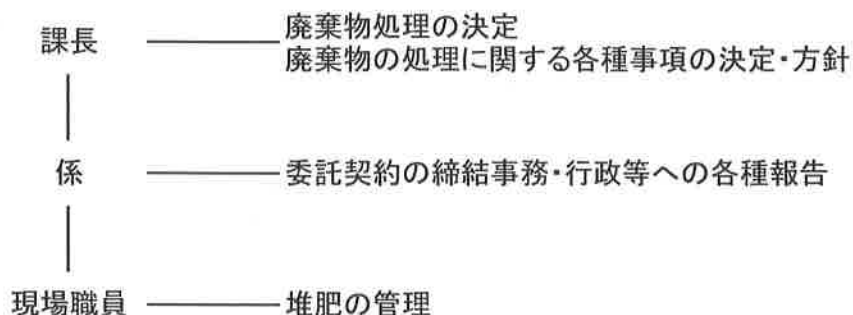 課長
廃棄物処理の決定
廃棄物の処理に関する各種事項の決定・方針
係
委託契約の締結事務・行政等への各種報告
現場職員
堆肥の管理